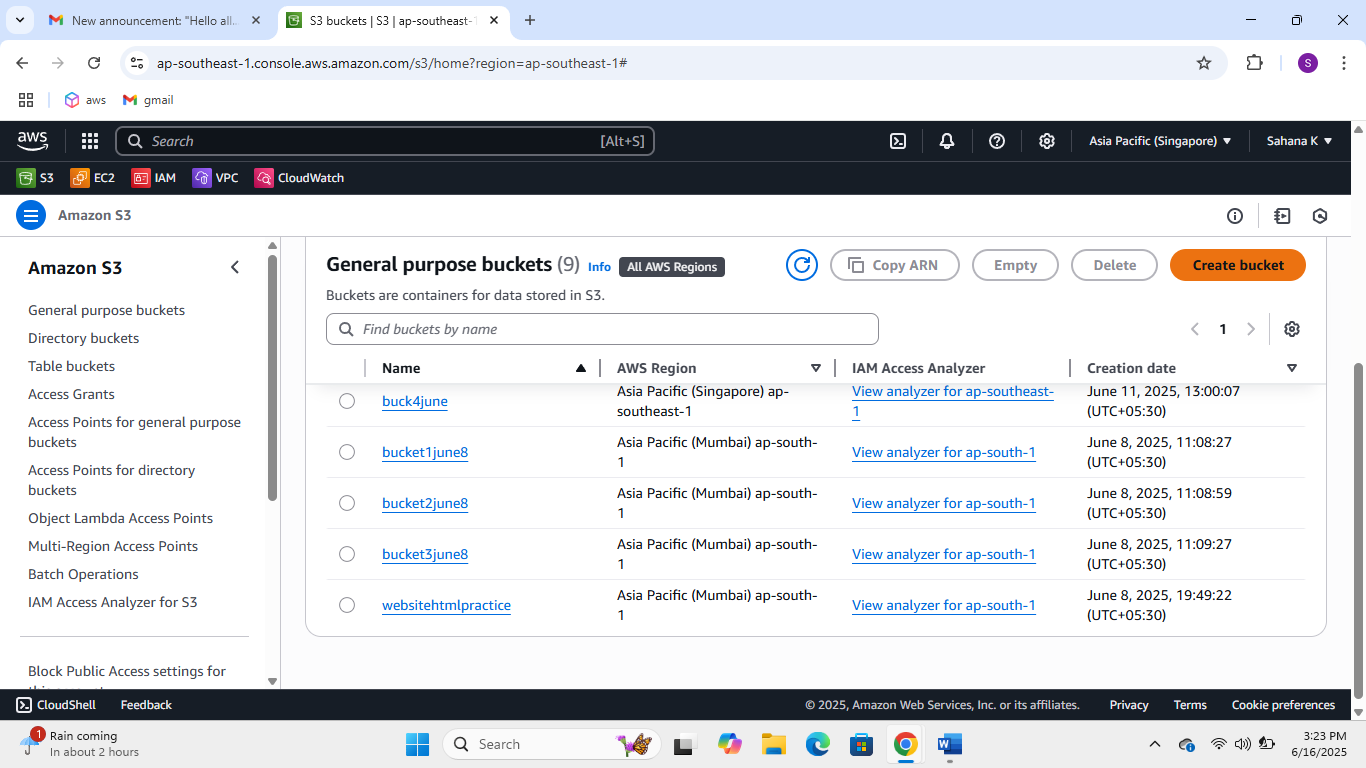 New announcement: "Hello all...
S3 buckets | S3 | ap-southeast-1
ap-southeast-1.console.aws.amazon.com/s3/home?region=ap-southeast-1#
S
aws
gmail
aws
Search
[Alt+S]
Asia Pacific (Singapore)
Sahana K
S3
EC2
IAM
VPC
CloudWatch
Amazon S3
Amazon S3
General purpose buckets
Directory buckets
Table buckets
Access Grants
Access Points for general purpose
buckets
Access Points for directory
buckets
Object Lambda Access Points
Multi-Region Access Points
Batch Operations
IAM Access Analyzer for S3
Block Public Access settings for
General purpose buckets (9) Info All AWS Regions
Copy ARN
Empty
Delete
Create bucket
Buckets are containers for data stored in S3.
Find buckets by name
1
Name
AWS Region
IAM Access Analyzer
Creation date
buck4june
Asia Pacific (Singapore) ap-
southeast-1
View analyzer for ap-southeast-
1
June 11, 2025, 13:00:07
(UTC+05:30)
bucket1june8
Asia Pacific (Mumbai) ap-south-
1
View analyzer for ap-south-1
June 8, 2025, 11:08:27
(UTC+05:30)
bucket2june8
Asia Pacific (Mumbai) ap-south-
1
View analyzer for ap-south-1
June 8, 2025, 11:08:59
(UTC+05:30)
bucket3june8
Asia Pacific (Mumbai) ap-south-
1
View analyzer for ap-south-1
June 8, 2025, 11:09:27
(UTC+05:30)
websitehtmlpractice
Asia Pacific (Mumbai) ap-south-
1
View analyzer for ap-south-1
June 8, 2025, 19:49:22
(UTC+05:30)
CloudShell
Feedback
© 2025, Amazon Web Services, Inc. or its affiliates.
Privacy
Terms
Cookie preferences
1
Rain coming
In about 2 hours
Search
3:23 PM
6/16/2025